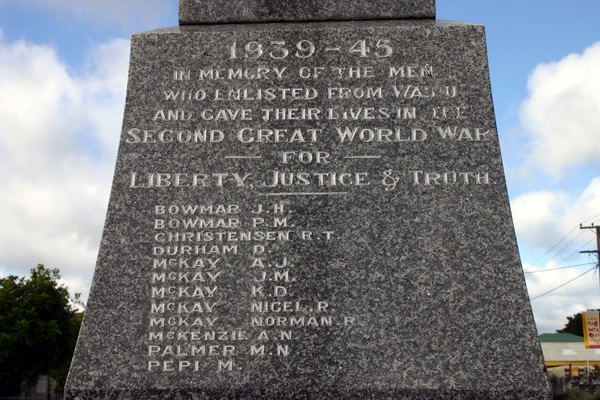 1939-45
IN MEMORY OF THE MEN
WHO ENLISTED FROM WAITUI
AND GAVE THEIR LIVES IN THE
SECOND GREAT WORLD WAR
FOR
LIBERTY, JUSTICE & TRUTH
BOWMAR J.H.
BOWMAR P.M.
CHRISTENSEN R.T.
DURHAM D.
MCKAY A.J.
MCKAY J.M.
MCKAY K.D.
MCKAY NIGEL.R.
MCKAY NORMAN R.
MCKENZIE A.N.
PALMER M.N.
PEPI M.